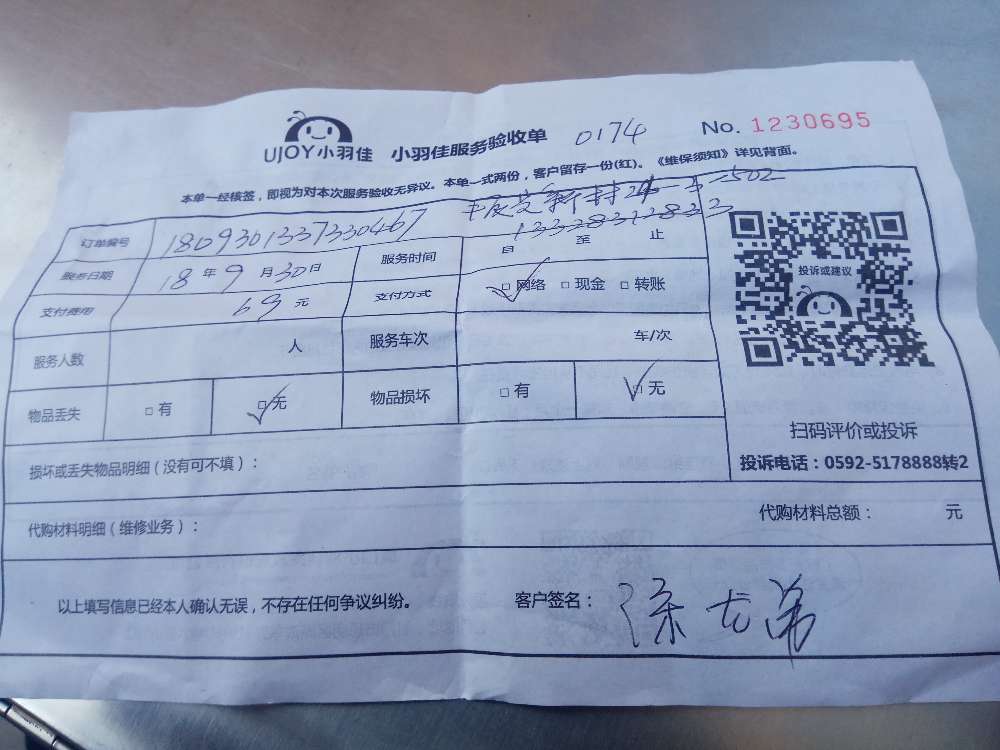 UJOY小羽佳 小羽佳服务验收单 0174 No. 1230695
本单一经核签，即视为对本次服务验收无异议。本单一式两份，客户留存一份(红)。《维保须知》详见背面。
新村 502
订单编号 1809301337330467 13328312833
服务日期 18 年 9 月 30 日 服务时间 自 至 止
支付费用 69 元 支付方式 □网络 □现金 □转账
投诉或建议
服务人数 人 服务车次 车/次
物品丢失 □有 □无 物品损坏 □有 □无
扫码评价或投诉
损坏或丢失物品明细（没有可不填）：
投诉电话：0592-5178888转2
代购材料明细（维修业务）： 代购材料总额： 元
以上填写信息已经本人确认无误，不存在任何争议纠纷。 客户签名：